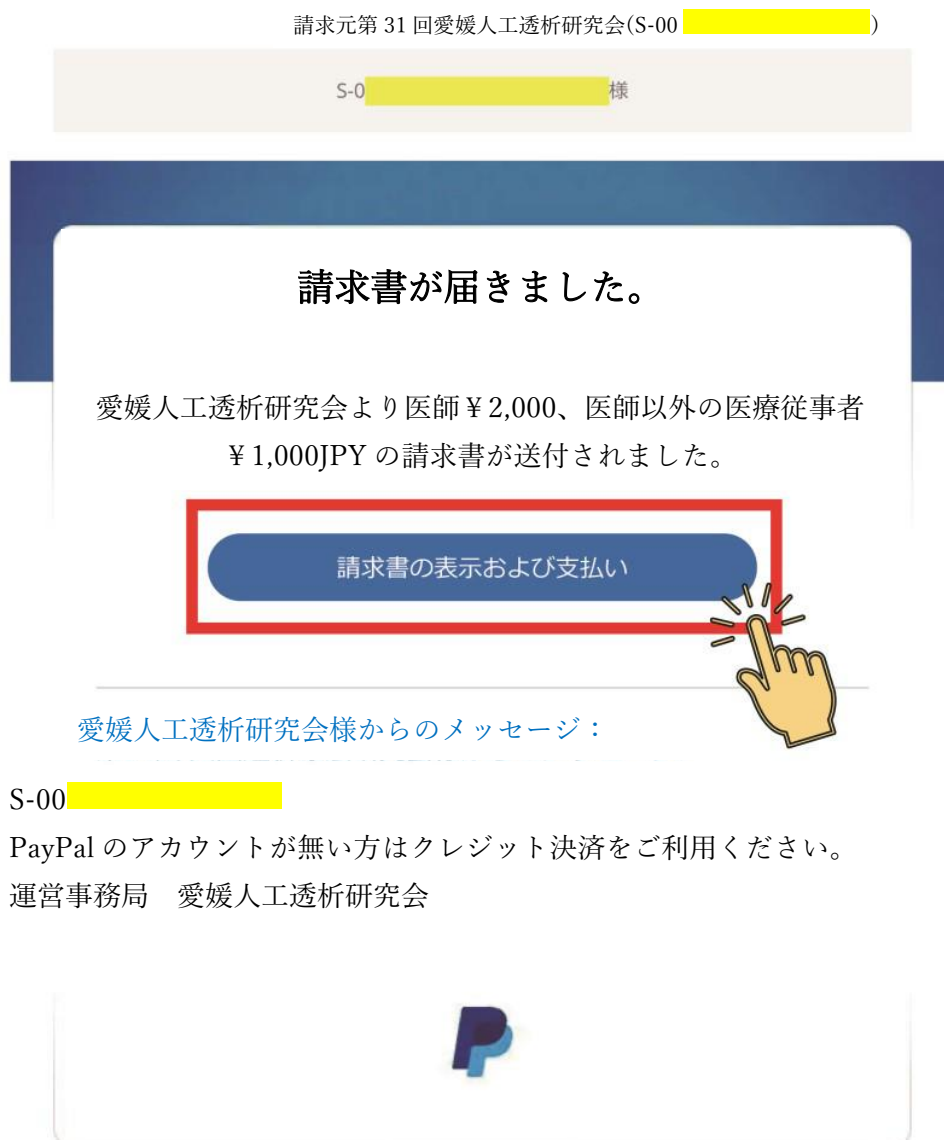 請求元第 31 回愛媛人工透析研究会(S-00 )
S-0 様
請求書が届きました。
愛媛人工透析研究会より医師¥2,000、医師以外の医療従事者
¥1,000JPY の請求書が送付されました。
請求書の表示および支払い
愛媛人工透析研究会様からのメッセージ：
S-00
PayPal のアカウントが無い方はクレジット決済をご利用ください。
運営事務局　愛媛人工透析研究会